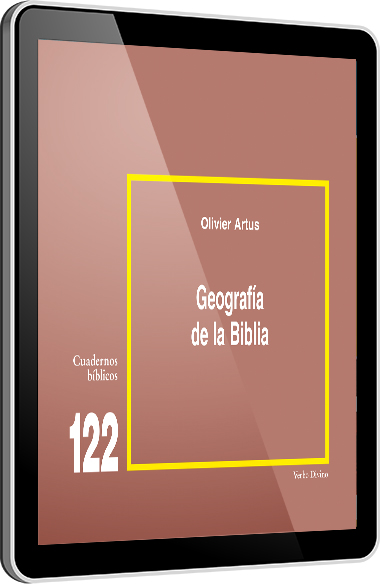 Olivier Artus
Geografía
de la Biblia
Cuadernos
bíblicos
122
Verbo Divino